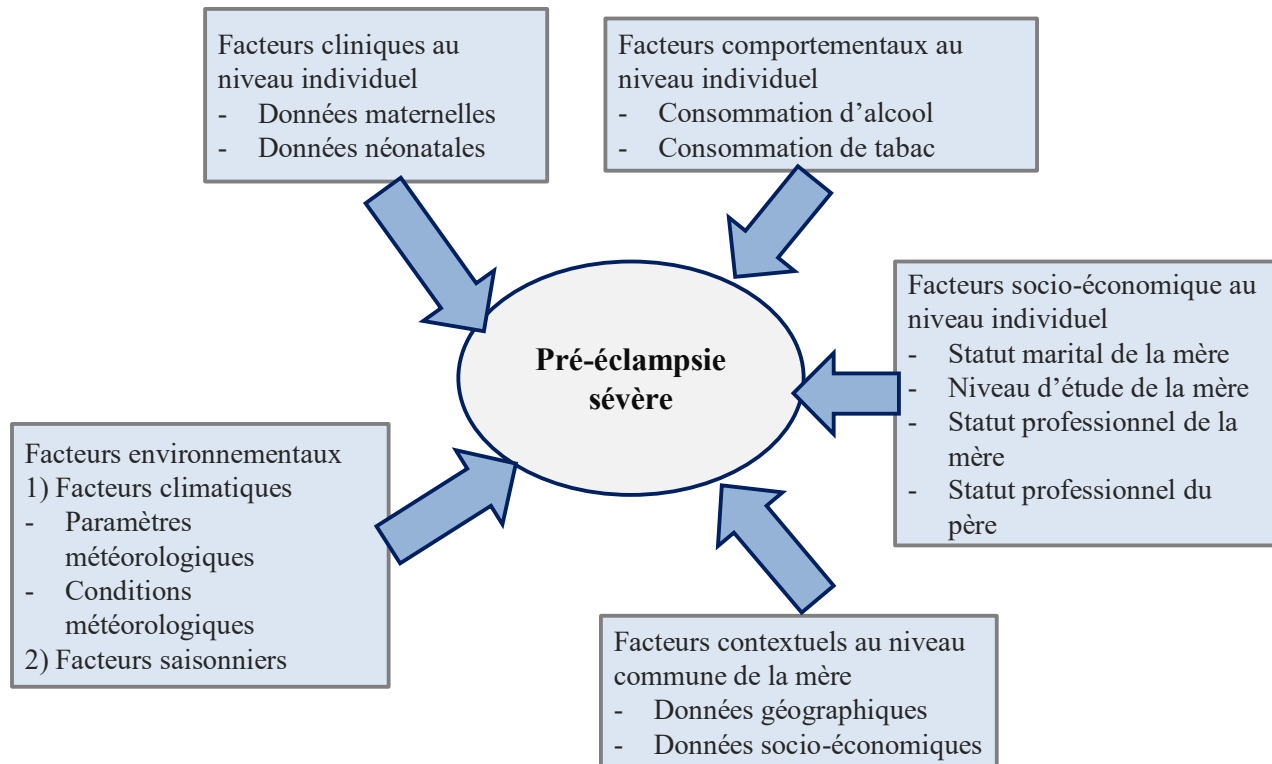 Facteurs cliniques au
niveau individuel
- Données maternelles
- Données néonatales
Facteurs comportementaux au
niveau individuel
- Consommation d’alcool
- Consommation de tabac
Pré-éclampsie
sévère
Facteurs socio-économique au
niveau individuel
- Statut marital de la mère
- Niveau d’étude de la mère
- Statut professionnel de la
mère
- Statut professionnel du
père
Facteurs environnementaux
1) Facteurs climatiques
- Paramètres
météorologiques
- Conditions
météorologiques
2) Facteurs saisonniers
Facteurs contextuels au niveau
commune de la mère
- Données géographiques
- Données socio-économiques